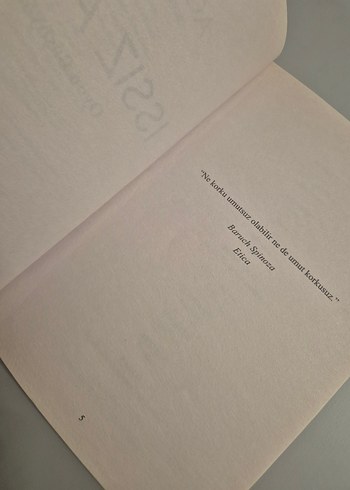 "Ne korku umutsuz olabilir ne de umut korkusuz."
Baruch Spinoza
Etica
5